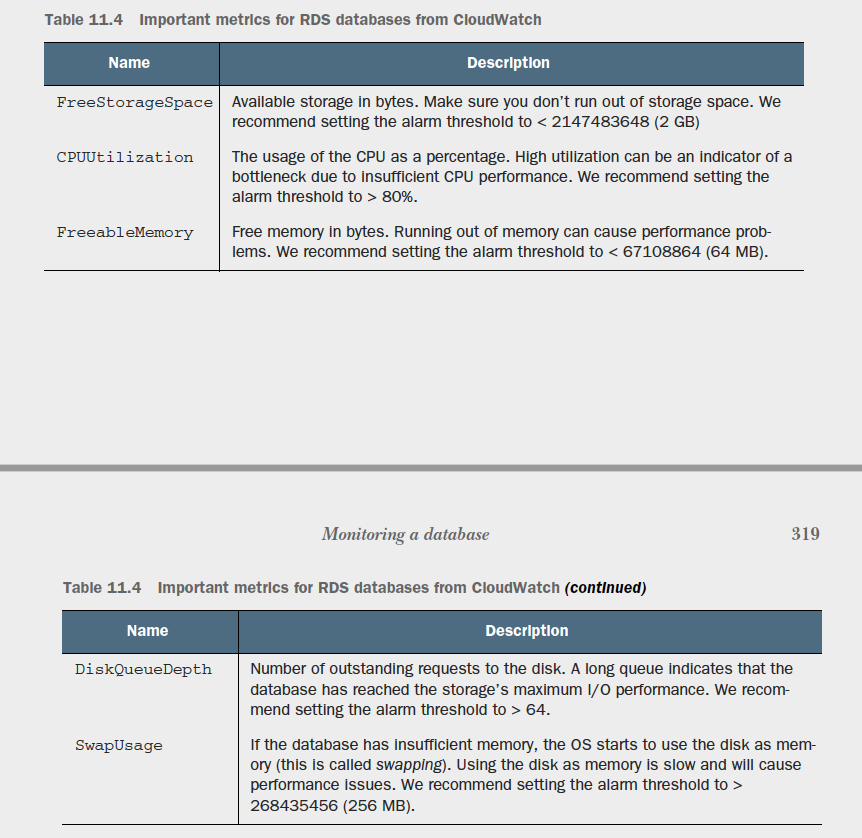 Table 11.4 Important metrics for RDS databases from CloudWatch
Name Description
FreeStorageSpace Available storage in bytes. Make sure you don't run out of storage space. We
recommend setting the alarm threshold to < 2147483648 (2 GB)
CPUUtilization The usage of the CPU as a percentage. High utilization can be an indicator of a
bottleneck due to insufficient CPU performance. We recommend setting the
alarm threshold to > 80%.
FreeableMemory Free memory in bytes. Running out of memory can cause performance prob-
lems. We recommend setting the alarm threshold to < 67108864 (64 MB).
Monitoring a database 319
Table 11.4 Important metrics for RDS databases from CloudWatch (continued)
Name Description
DiskQueueDepth Number of outstanding requests to the disk. A long queue indicates that the
database has reached the storage's maximum I/O performance. We recom-
mend setting the alarm threshold to > 64.
SwapUsage If the database has insufficient memory, the OS starts to use the disk as mem-
ory (this is called swapping). Using the disk as memory is slow and will cause
performance issues. We recommend setting the alarm threshold to >
268435456 (256 MB).